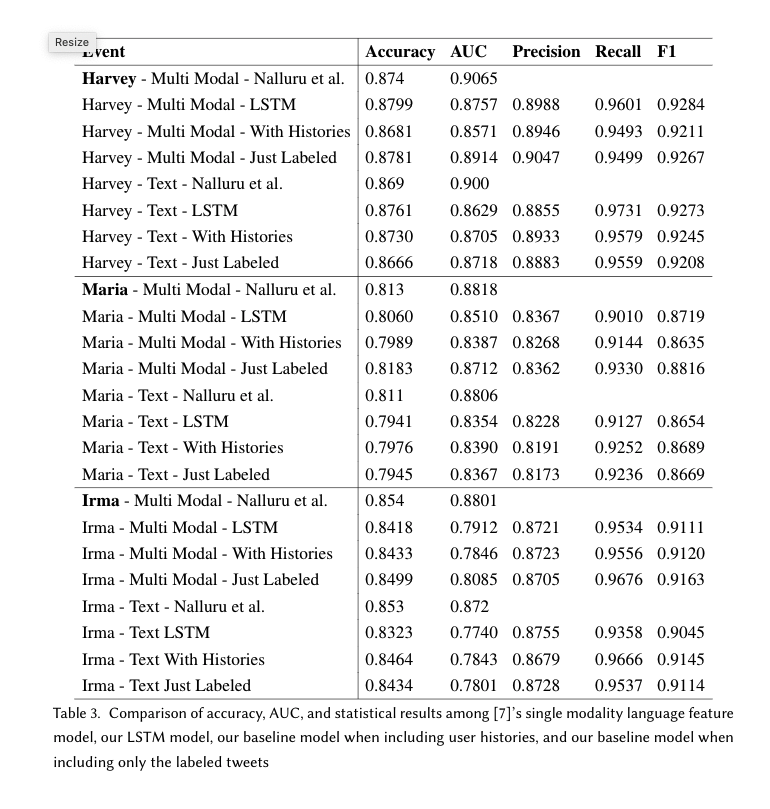 Resize
Event Accuracy AUC Precision Recall F1
Harvey - Multi Modal - Nalluru et al. 0.874 0.9065
Harvey - Multi Modal - LSTM 0.8799 0.8757 0.8988 0.9601 0.9284
Harvey - Multi Modal - With Histories 0.8681 0.8571 0.8946 0.9493 0.9211
Harvey - Multi Modal - Just Labeled 0.8781 0.8914 0.9047 0.9499 0.9267
Harvey - Text - Nalluru et al. 0.869 0.900
Harvey - Text - LSTM 0.8761 0.8629 0.8855 0.9731 0.9273
Harvey - Text - With Histories 0.8730 0.8705 0.8933 0.9579 0.9245
Harvey - Text - Just Labeled 0.8666 0.8718 0.8883 0.9559 0.9208
Maria - Multi Modal - Nalluru et al. 0.813 0.8818
Maria - Multi Modal - LSTM 0.8060 0.8510 0.8367 0.9010 0.8719
Maria - Multi Modal - With Histories 0.7989 0.8387 0.8268 0.9144 0.8635
Maria - Multi Modal - Just Labeled 0.8183 0.8712 0.8362 0.9330 0.8816
Maria - Text - Nalluru et al. 0.811 0.8806
Maria - Text - LSTM 0.7941 0.8354 0.8228 0.9127 0.8654
Maria - Text - With Histories 0.7976 0.8390 0.8191 0.9252 0.8689
Maria - Text - Just Labeled 0.7945 0.8367 0.8173 0.9236 0.8669
Irma - Multi Modal - Nalluru et al. 0.854 0.8801
Irma - Multi Modal - LSTM 0.8418 0.7912 0.8721 0.9534 0.9111
Irma - Multi Modal - With Histories 0.8433 0.7846 0.8723 0.9556 0.9120
Irma - Multi Modal - Just Labeled 0.8499 0.8085 0.8705 0.9676 0.9163
Irma - Text - Nalluru et al. 0.853 0.872
Irma - Text LSTM 0.8323 0.7740 0.8755 0.9358 0.9045
Irma - Text With Histories 0.8464 0.7843 0.8679 0.9666 0.9145
Irma - Text Just Labeled 0.8434 0.7801 0.8728 0.9537 0.9114
Table 3. Comparison of accuracy, AUC, and statistical results among [7]'s single modality language feature
model, our LSTM model, our baseline model when including user histories, and our baseline model when
including only the labeled tweets